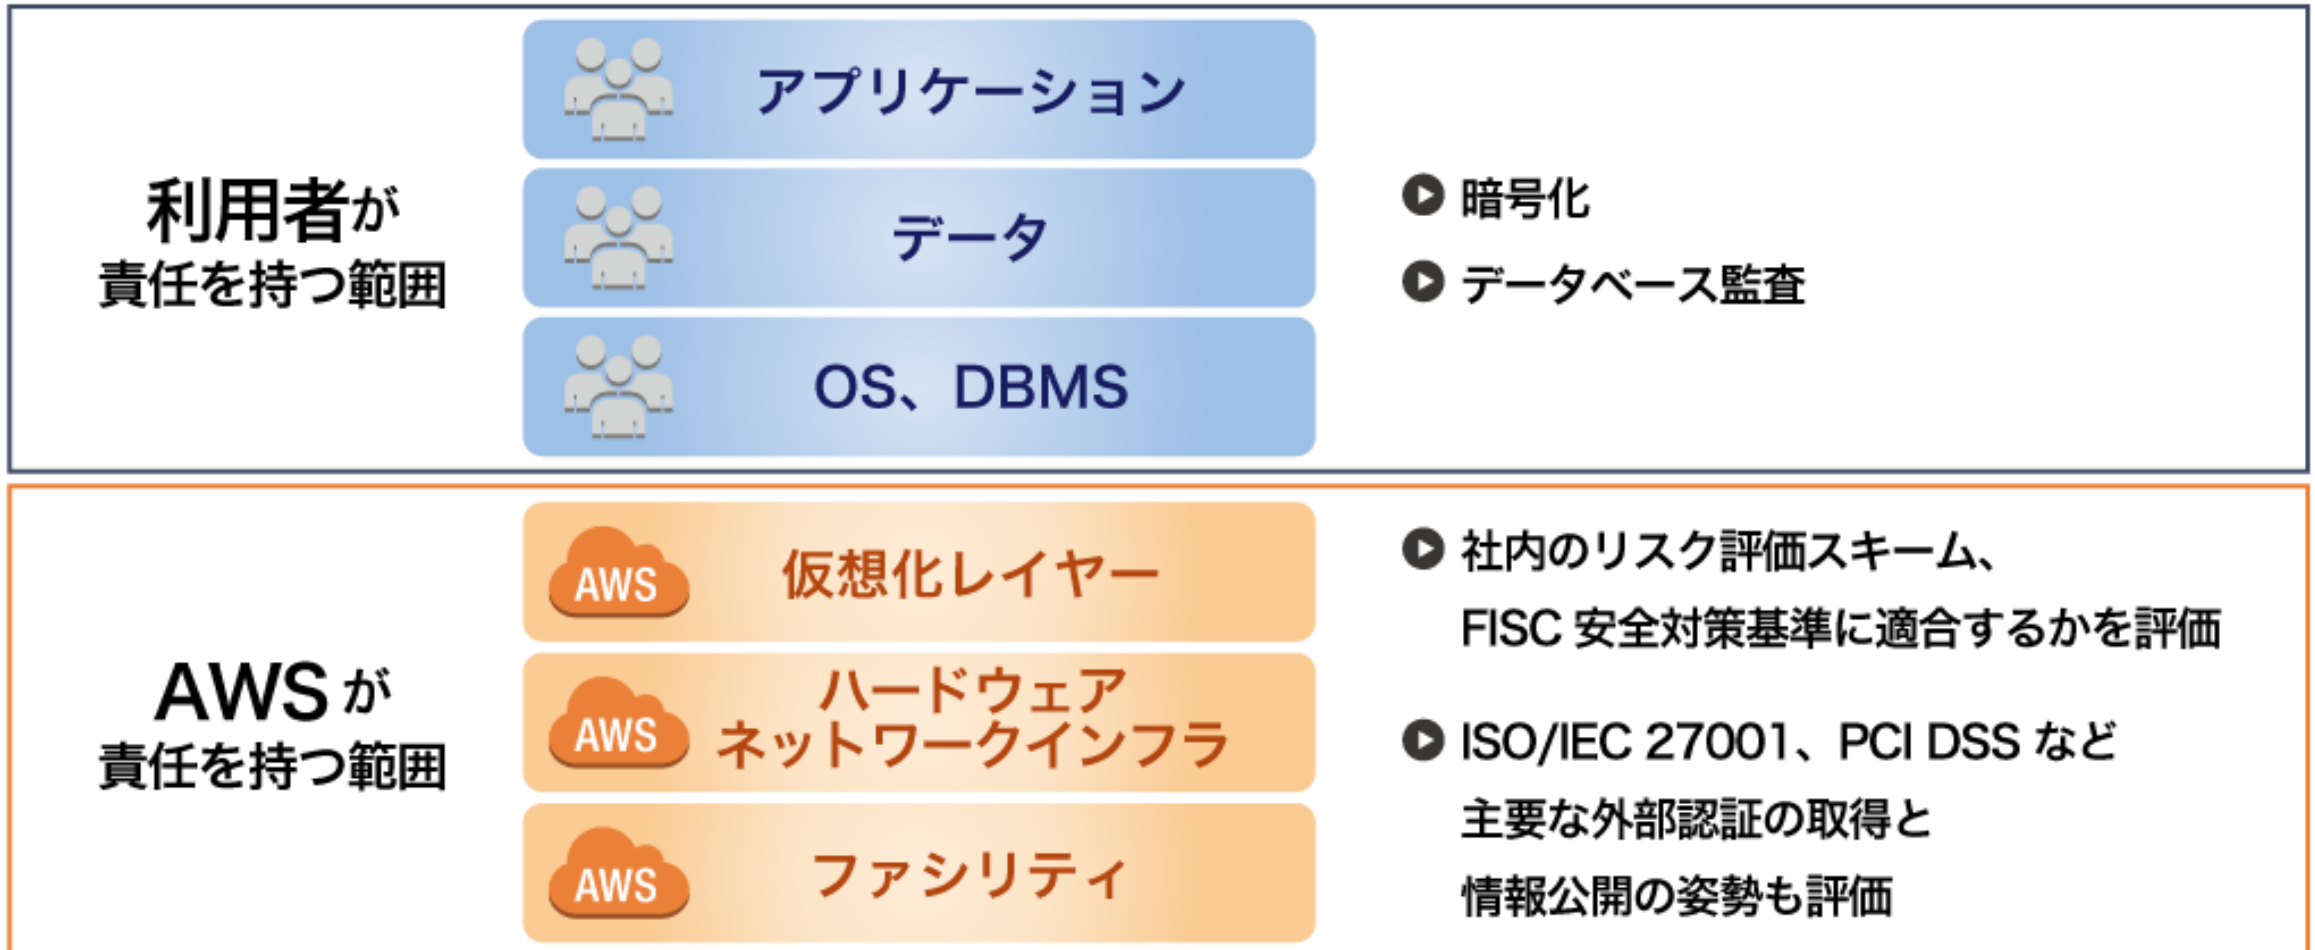 利用者が
責任を持つ範囲
アプリケーション
データ
OS、DBMS
暗号化
データベース監査
AWS が
責任を持つ範囲
AWS
仮想化レイヤー
AWS
ハードウェア
ネットワークインフラ
AWS
ファシリティ
社内のリスク評価スキーム、
FISC 安全対策基準に適合するかを評価
ISO/IEC 27001、PCI DSS など
主要な外部認証の取得と
情報公開の姿勢も評価